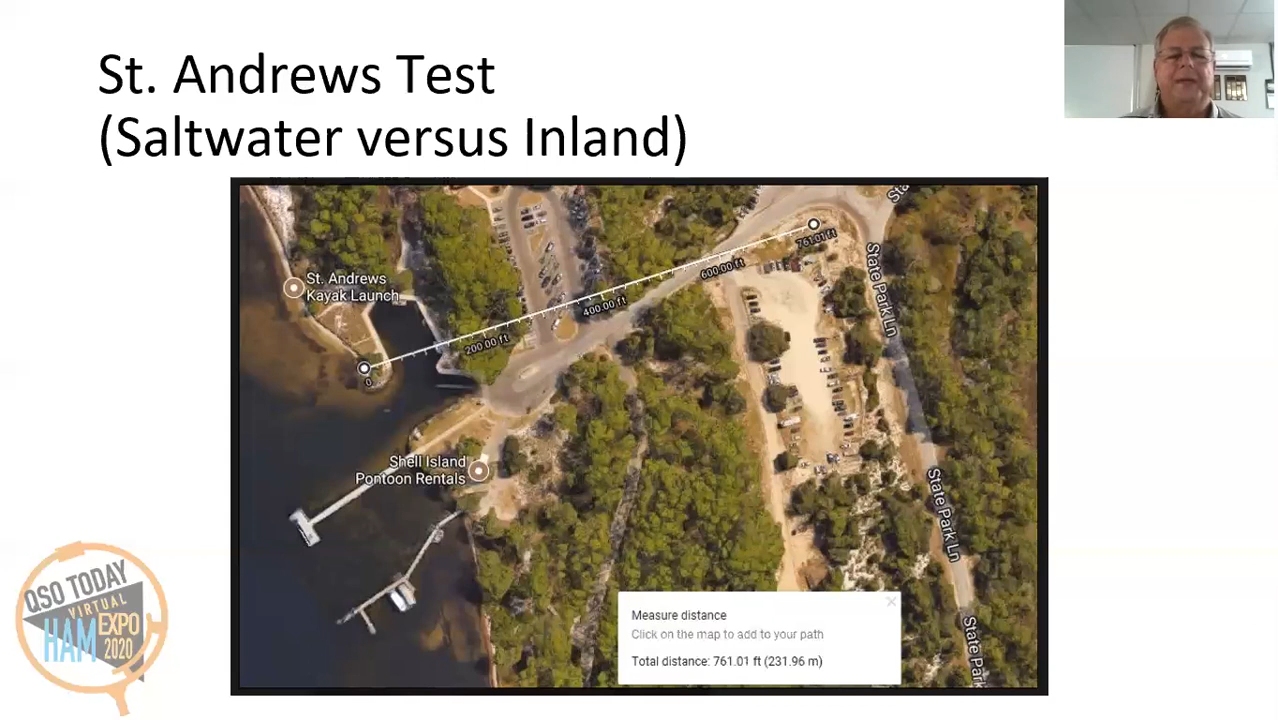 St. Andrews Test
(Saltwater versus Inland)
Sta
761.01 ft
600.00 ft
State Park Ln
St. Andrews
Kayak Launch
400.00 ft
200.00 ft
0
Shell Island
Pontoon Rentals
State Park Ln
State Park
Measure distance
Click on the map to add to your path
Total distance: 761.01 ft (231.96 m)
QSO TODAY
VIRTUAL
HAM
EXPO
2020